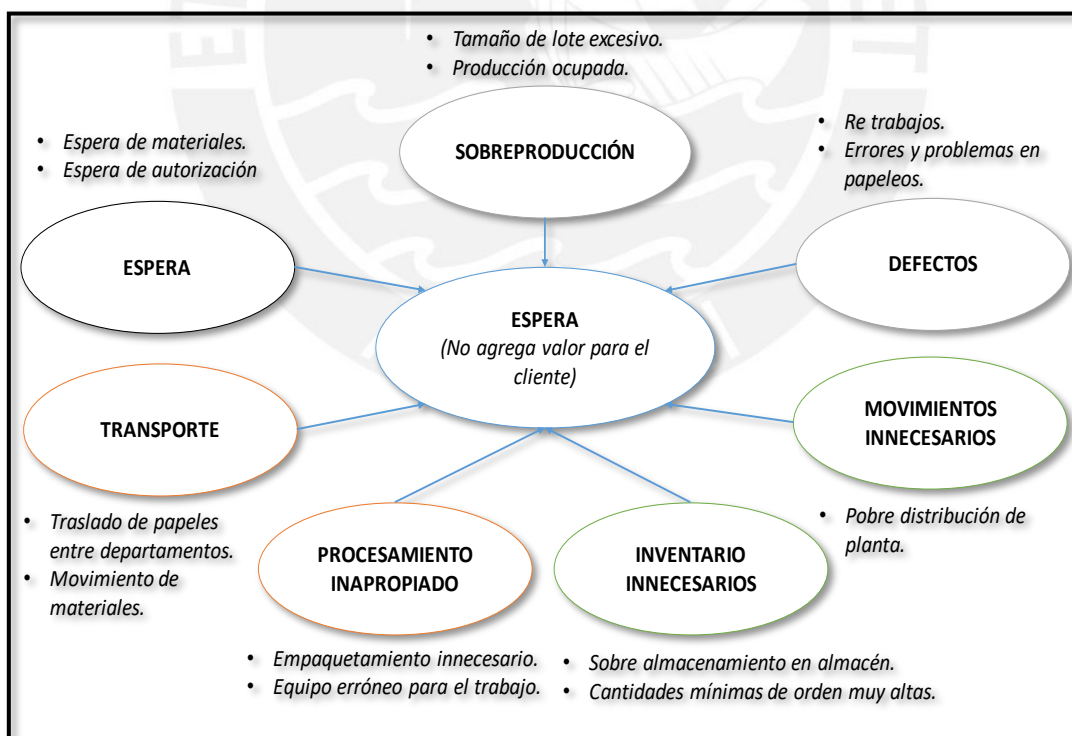 • Tamaño de lote excesivo.
• Producción ocupada.
SOBREPRODUCCIÓN
• Espera de materiales.
• Espera de autorización
ESPERA
• Re trabajos.
• Errores y problemas en
papeleos.
DEFECTOS
ESPERA
(No agrega valor para el
cliente)
TRANSPORTE
• Traslado de papeles
entre departamentos.
• Movimiento de
materiales.
MOVIMIENTOS
INNECESARIOS
• Pobre distribución de
planta.
PROCESAMIENTO
INAPROPIADO
• Empaquetamiento innecesario.
• Equipo erróneo para el trabajo.
INVENTARIO
INNECESARIOS
• Sobre almacenamiento en almacén.
• Cantidades mínimas de orden muy altas.